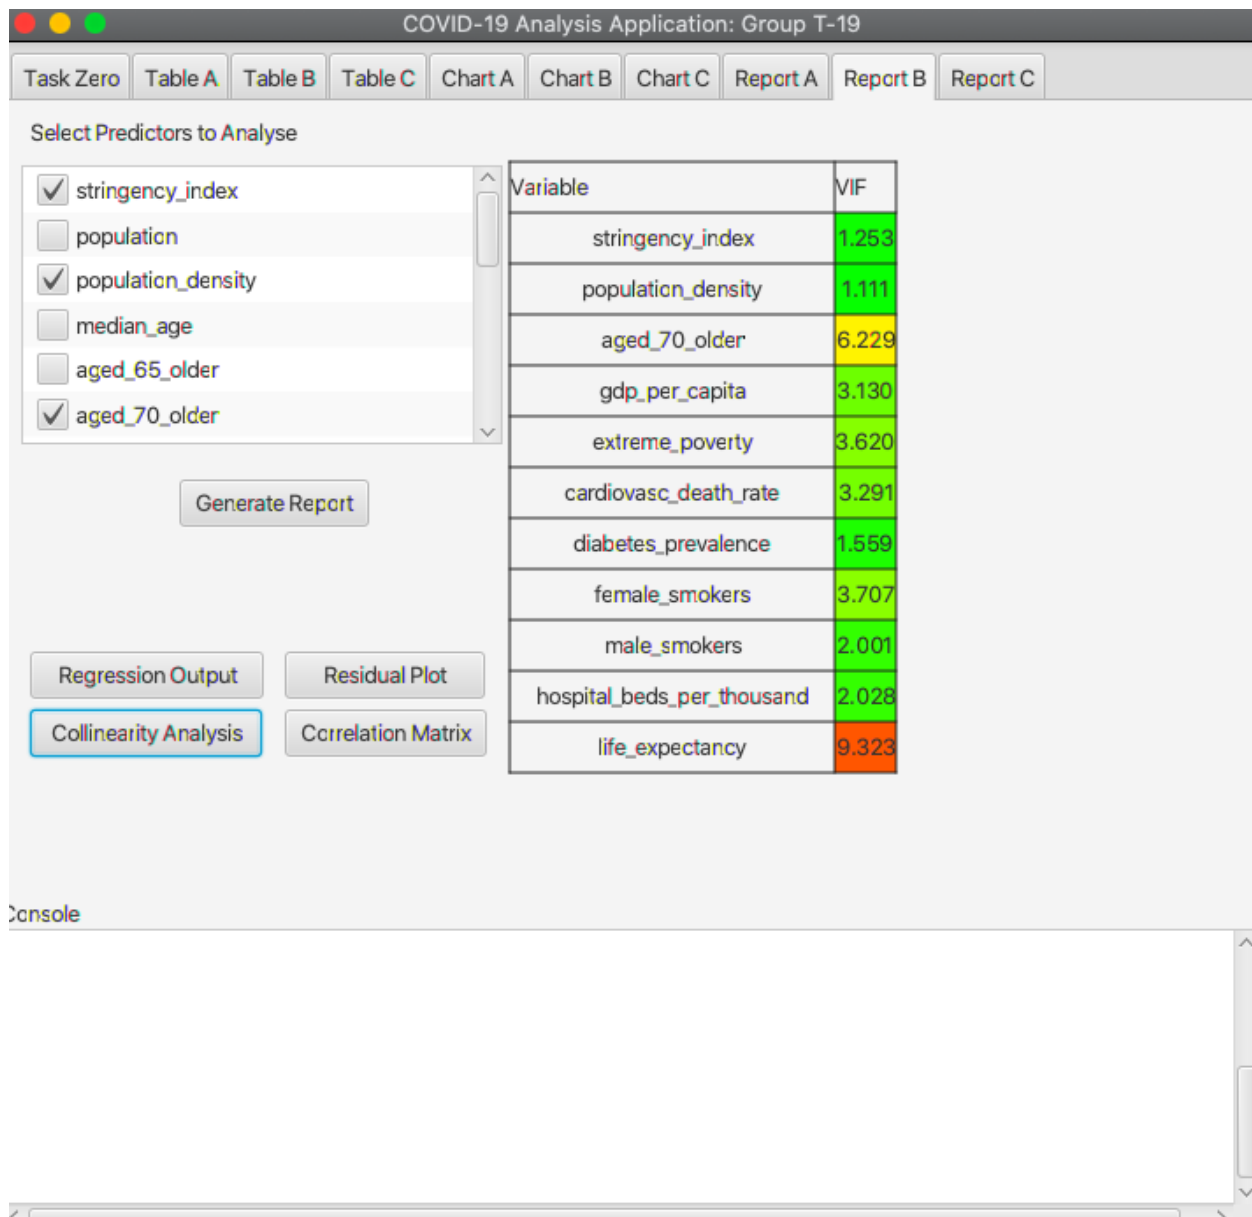 COVID-19 Analysis Application: Group T-19
Task Zero Table A Table B Table C Chart A Chart B Chart C Report A Report B Report C
Select Predictors to Analyse
stringency_index
population
population_density
median_age
aged_65_older
aged_70_older
Generate Report
Regression Output Residual Plot
Collinearity Analysis Correlation Matrix
Variable VIF
stringency_index 1.253
population_density 1.111
aged_70_older 6.229
gdp_per_capita 3.130
extreme_poverty 3.620
cardiovasc_death_rate 3.291
diabetes_prevalence 1.559
female_smokers 3.707
male_smokers 2.001
hospital_beds_per_thousand 2.028
life_expectancy 9.323
Console